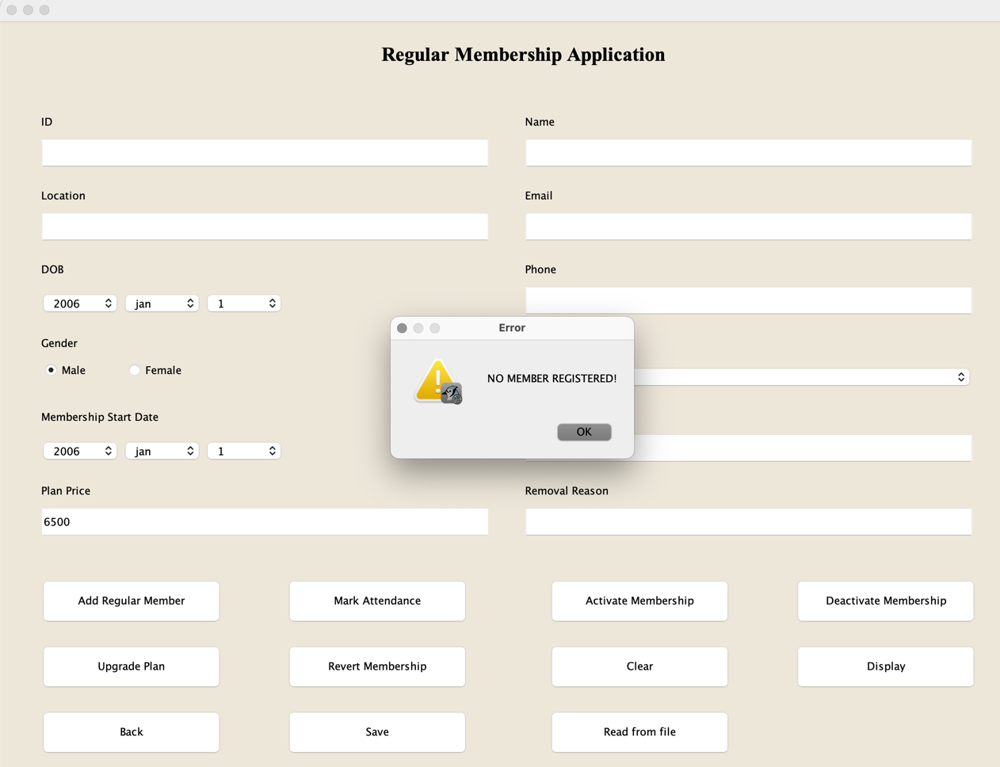 Regular Membership Application
ID
Name
Location
Email
DOB
Phone
2006 jan 1
Error
Gender
Male Female
NO MEMBER REGISTERED!
OK
Membership Start Date
2006 jan 1
Plan Price
Removal Reason
6500
Add Regular Member
Mark Attendance
Activate Membership
Deactivate Membership
Upgrade Plan
Revert Membership
Clear
Display
Back
Save
Read from file